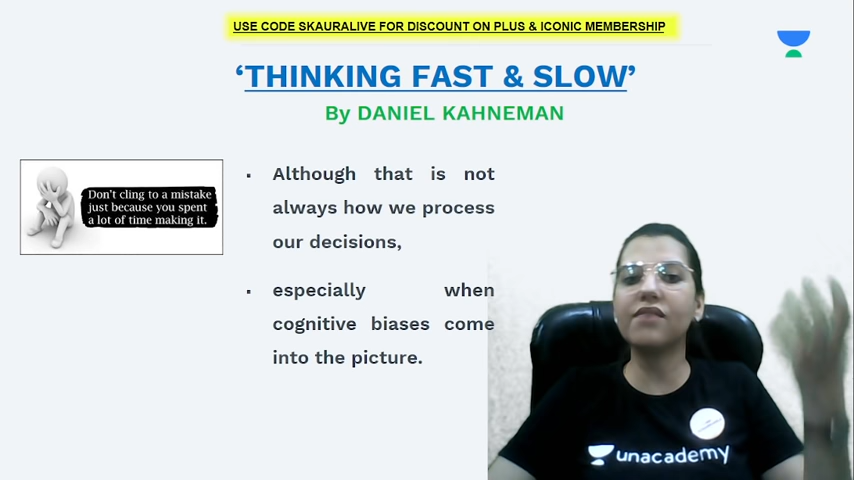 USE CODE SKAURALIVE FOR DISCOUNT ON PLUS & ICONIC MEMBERSHIP
‘THINKING FAST & SLOW’
By DANIEL KAHNEMAN
Don't cling to a mistake
just because you spent
a lot of time making it.
▪ Although that is not
always how we process
our decisions,
▪ especially when
cognitive biases come
into the picture.
unacademy